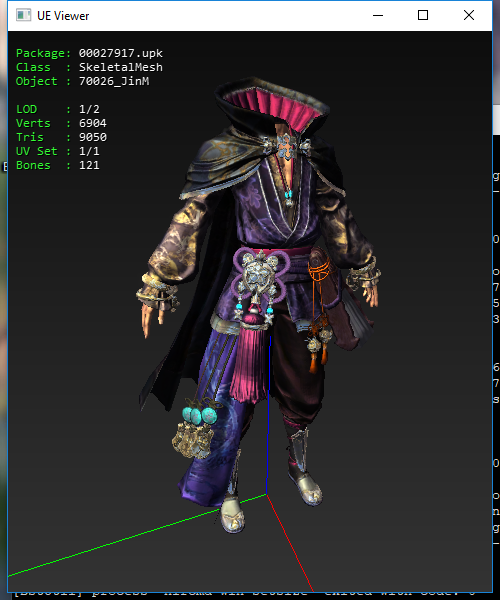 UE Viewer
Package: 00027917.upk
Class : SkeletalMesh
Object : 70026_JinM
LOD : 1/2
Verts : 6904
Tris : 9050
UV Set : 1/1
Bones : 121